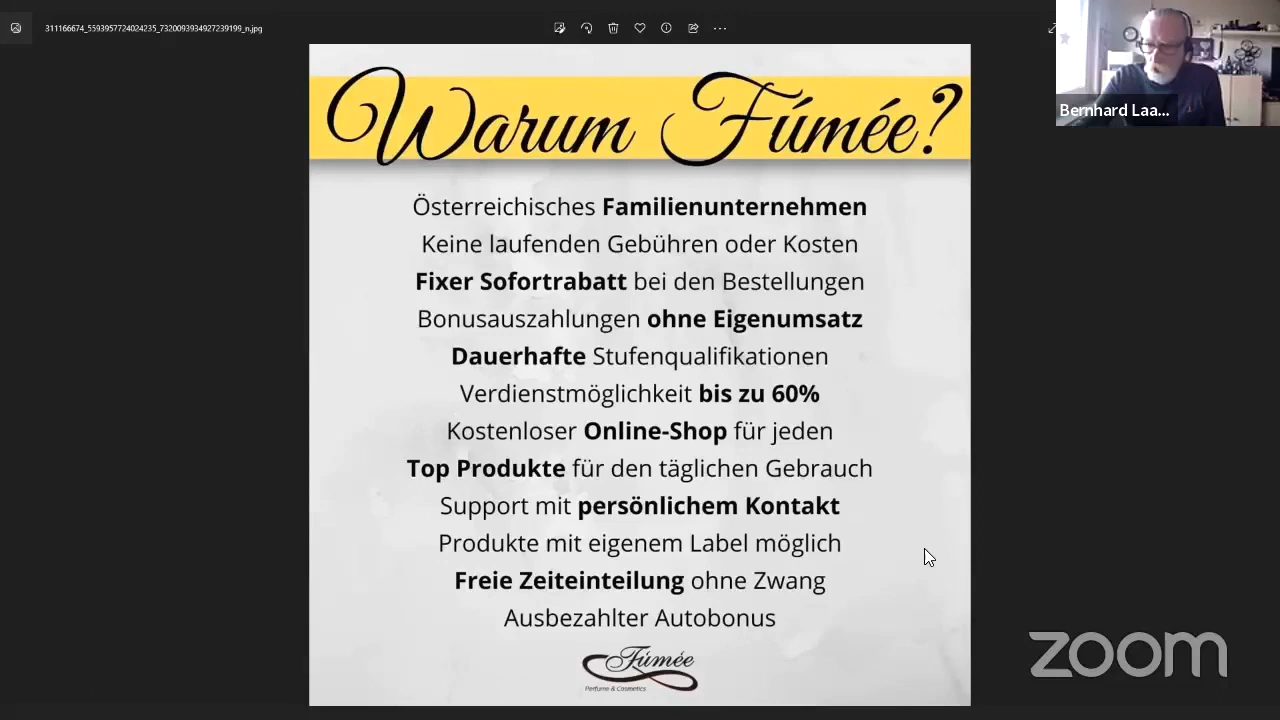 311166674_5593957724024235_7320093934927239199_n.jpg
Bernhard Laa...
Warum Fúmée?
Österreichisches Familienunternehmen
Keine laufenden Gebühren oder Kosten
Fixer Sofortrabatt bei den Bestellungen
Bonusauszahlungen ohne Eigenumsatz
Dauerhafte Stufenqualifikationen
Verdienstmöglichkeit bis zu 60%
Kostenloser Online-Shop für jeden
Top Produkte für den täglichen Gebrauch
Support mit persönlichem Kontakt
Produkte mit eigenem Label möglich
Freie Zeiteinteilung ohne Zwang
Ausbezahlter Autobonus
Fúmée
Perfume & Cosmetics
zoom